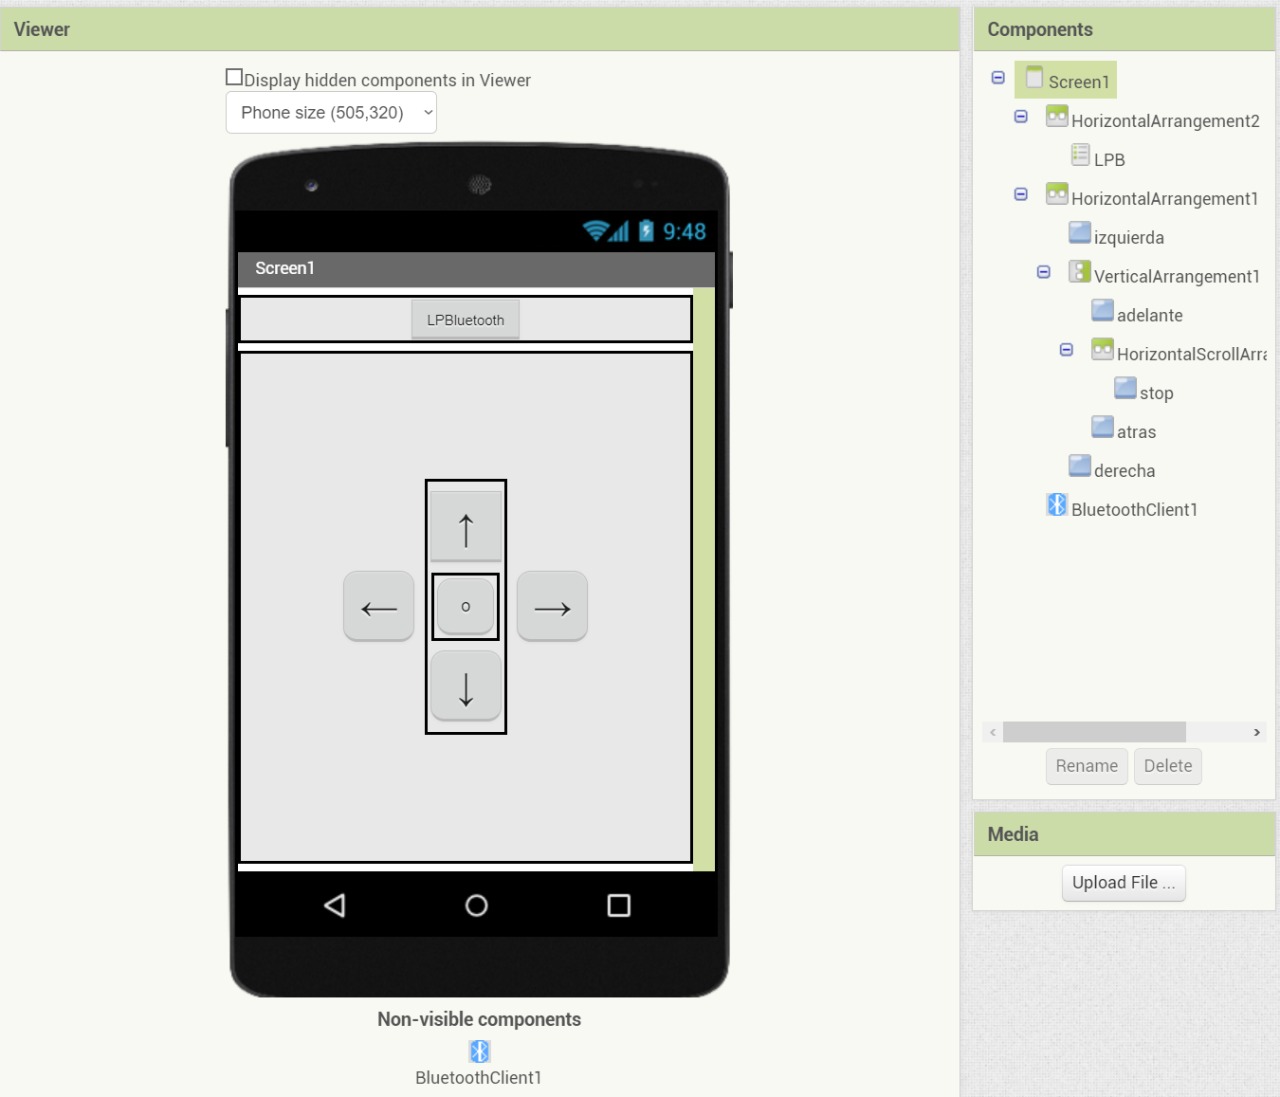 Viewer
Display hidden components in Viewer
Phone size (505,320)
9:48
Screen1
LPBluetooth
↑
←
o
→
↓
Non-visible components
BluetoothClient1
Components
Screen1
HorizontalArrangement2
LPB
HorizontalArrangement1
izquierda
VerticalArrangement1
adelante
HorizontalScrollArra
stop
atras
derecha
BluetoothClient1
Rename Delete
Media
Upload File ...